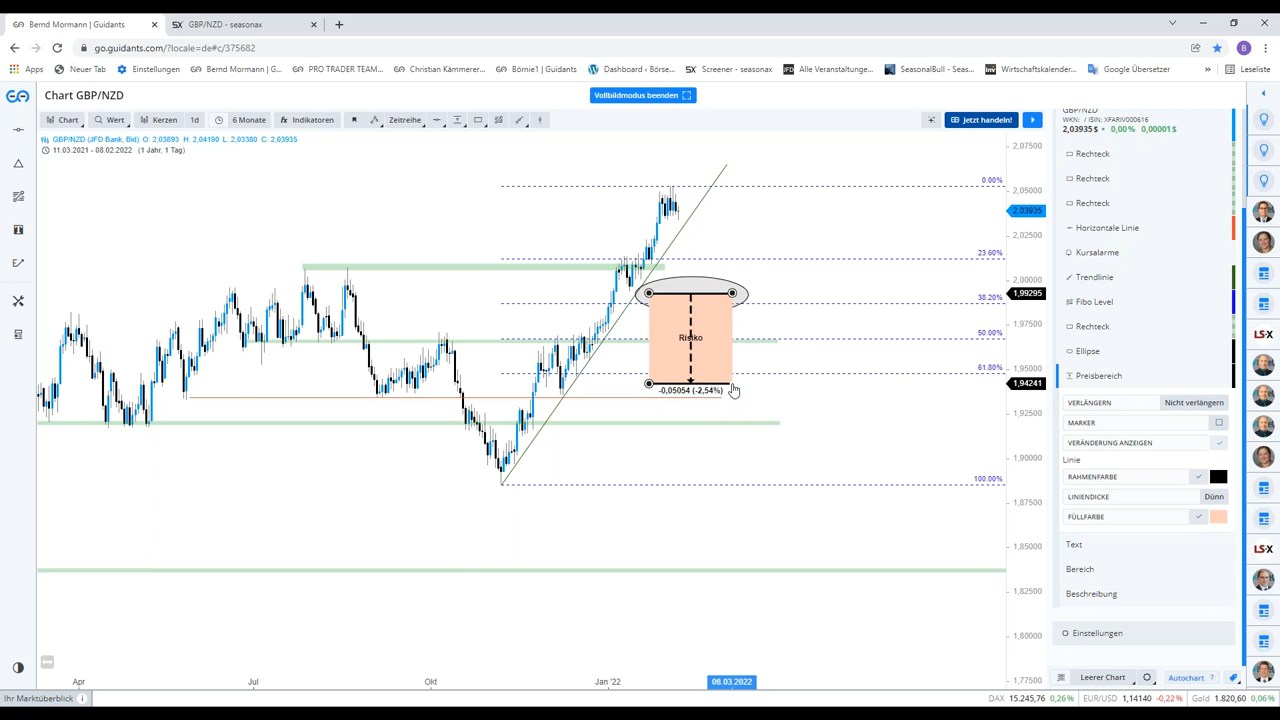 Bernd Mormann | Guidants
GBP/NZD - seasonax
go.guidants.com/?locale=de#c/375682
B
Apps
Neuer Tab
Einstellungen
Bernd Mormann | G...
PRO TRADER TEAM...
Christian Kämmerer...
Börnie1 | Guidants
Dashboard ‹ Börse...
Screener - seasonax
Alle Veranstaltunge...
SeasonalBull - Seas...
Wirtschaftskalender...
Google Übersetzer
»
Leseliste
Chart GBP/NZD
Vollbildmodus beenden
Chart
Wert
Kerzen
1d
6 Monate
Indikatoren
Zeitreihe
Jetzt handeln!
GBP/NZD (JFD Bank, Bid) O: 2,03893 H: 2,04190 L: 2,03380 C: 2,03935
11.03.2021 - 08.02.2022 (1 Jahr, 1 Tag)
2,07500
0.00%
2,05000
2,03935
2,02500
23.60%
2,00000
1,99295
38.20%
1,97500
50.00%
Risiko
61.80%
1,95000
1,94241
-0,05054 (-2,54%)
1,92500
1,90000
100.00%
1,87500
1,85000
1,82500
1,80000
1,77500
Apr
Jul
Okt
Jan '22
08.03.2022
GBP/NZD
WKN: / ISIN: XFARIV000616
2,03935 $ • 0,00% 0,00001 $
Rechteck
Rechteck
Rechteck
Horizontale Linie
Kursalarme
Trendlinie
Fibo Level
Rechteck
Ellipse
Preisbereich
VERLÄNGERN Nicht verlängern
MARKER
VERÄNDERUNG ANZEIGEN
Linie
RAHMENFARBE
LINIENDICKE Dünn
FÜLLFARBE
Text
Bereich
Beschreibung
Einstellungen
Leerer Chart
Autochart ?
LS-X
LS-X
Ihr Marktüberblick
DAX 15.245,76 0,26% EUR/USD 1,14140 -0,22% Gold 1.820,60 0,06%